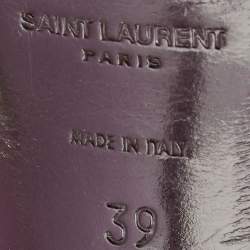 SAINT LAURENT
PARIS
MADE IN ITALY
39